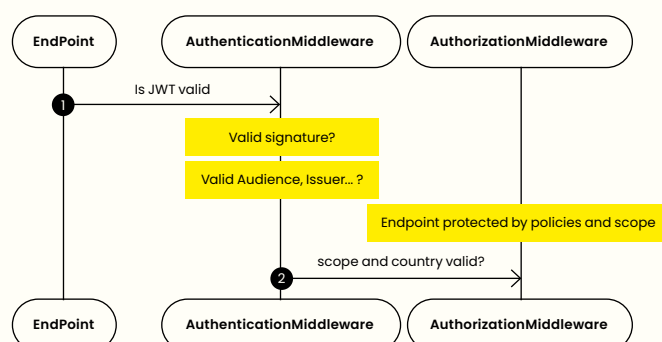 EndPoint
AuthenticationMiddleware
AuthorizationMiddleware
Is JWT valid
1
Valid signature?
Valid Audience, Issuer... ?
Endpoint protected by policies and scope
scope and country valid?
2
EndPoint
AuthenticationMiddleware
AuthorizationMiddleware